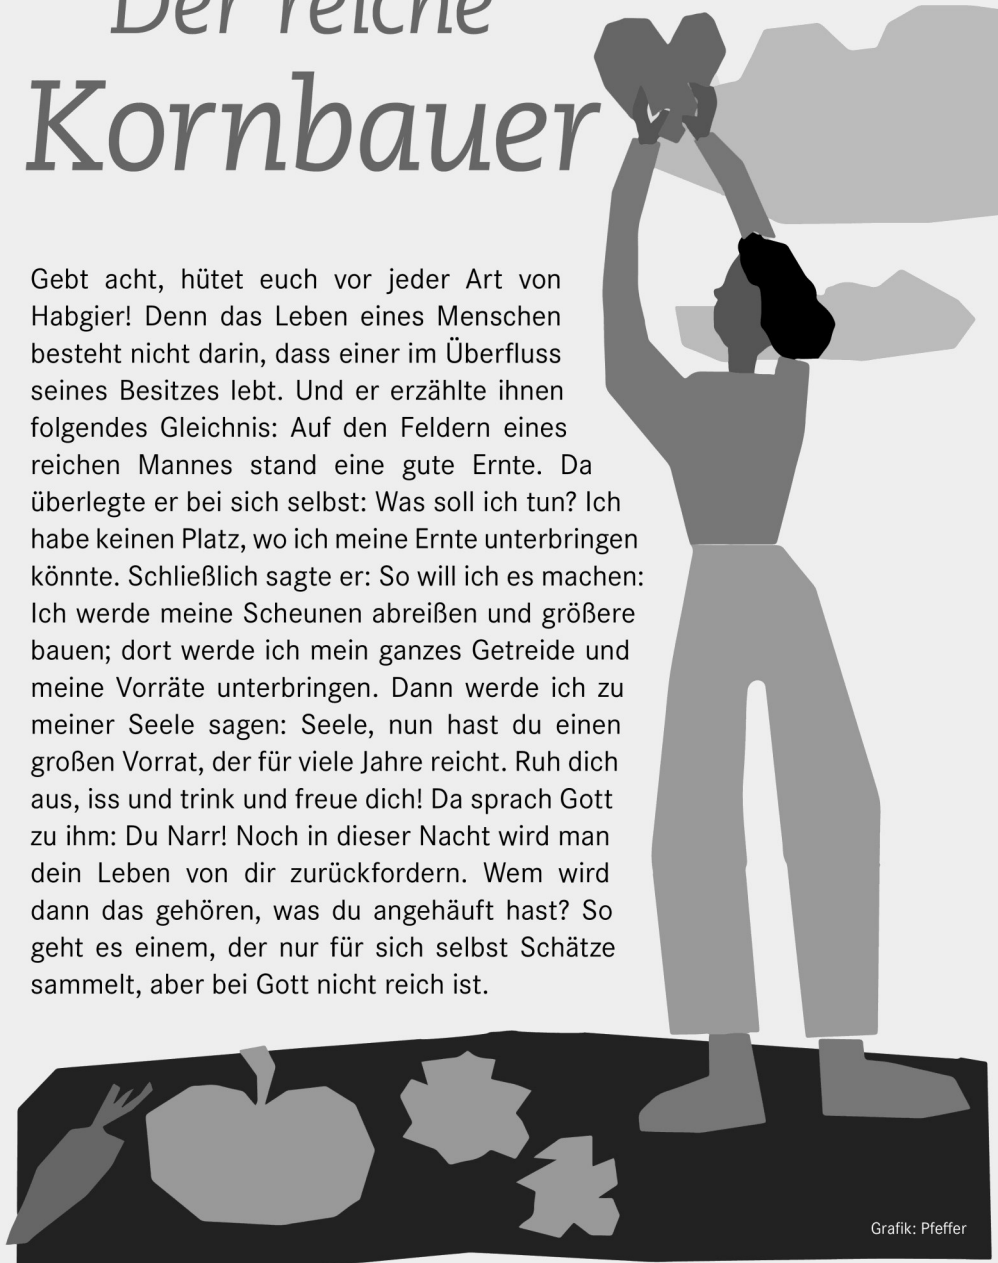 Der reiche
Kornbauer
Gebt acht, hütet euch vor jeder Art von
Habgier! Denn das Leben eines Menschen
besteht nicht darin, dass einer im Überfluss
seines Besitzes lebt. Und er erzählte ihnen
folgendes Gleichnis: Auf den Feldern eines
reichen Mannes stand eine gute Ernte. Da
überlegte er bei sich selbst: Was soll ich tun? Ich
habe keinen Platz, wo ich meine Ernte unterbringen
könnte. Schließlich sagte er: So will ich es machen:
Ich werde meine Scheunen abreißen und größere
bauen; dort werde ich mein ganzes Getreide und
meine Vorräte unterbringen. Dann werde ich zu
meiner Seele sagen: Seele, nun hast du einen
großen Vorrat, der für viele Jahre reicht. Ruh dich
aus, iss und trink und freue dich! Da sprach Gott
zu ihm: Du Narr! Noch in dieser Nacht wird man
dein Leben von dir zurückfordern. Wem wird
dann das gehören, was du angehäuft hast? So
geht es einem, der nur für sich selbst Schätze
sammelt, aber bei Gott nicht reich ist.
Grafik: Pfeffer